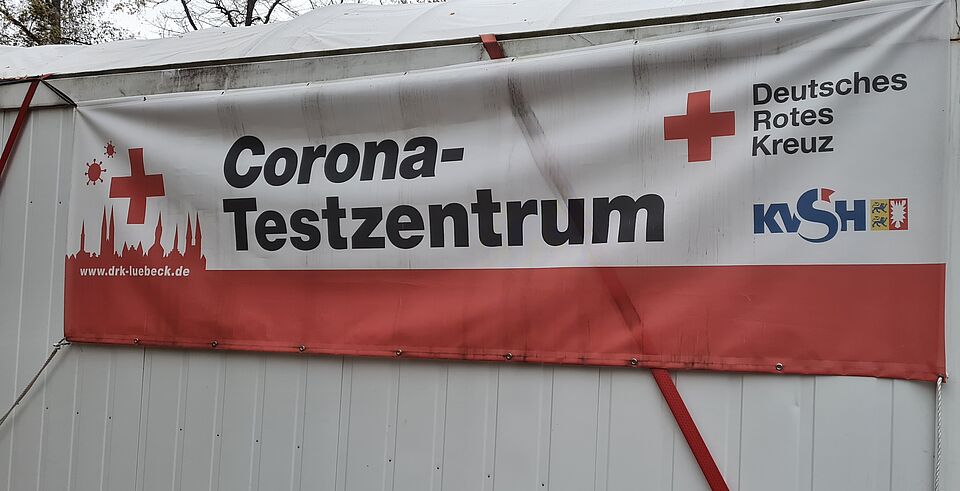 Corona-
Testzentrum
www.drk-luebeck.de
Deutsches
Rotes
Kreuz
KVSH